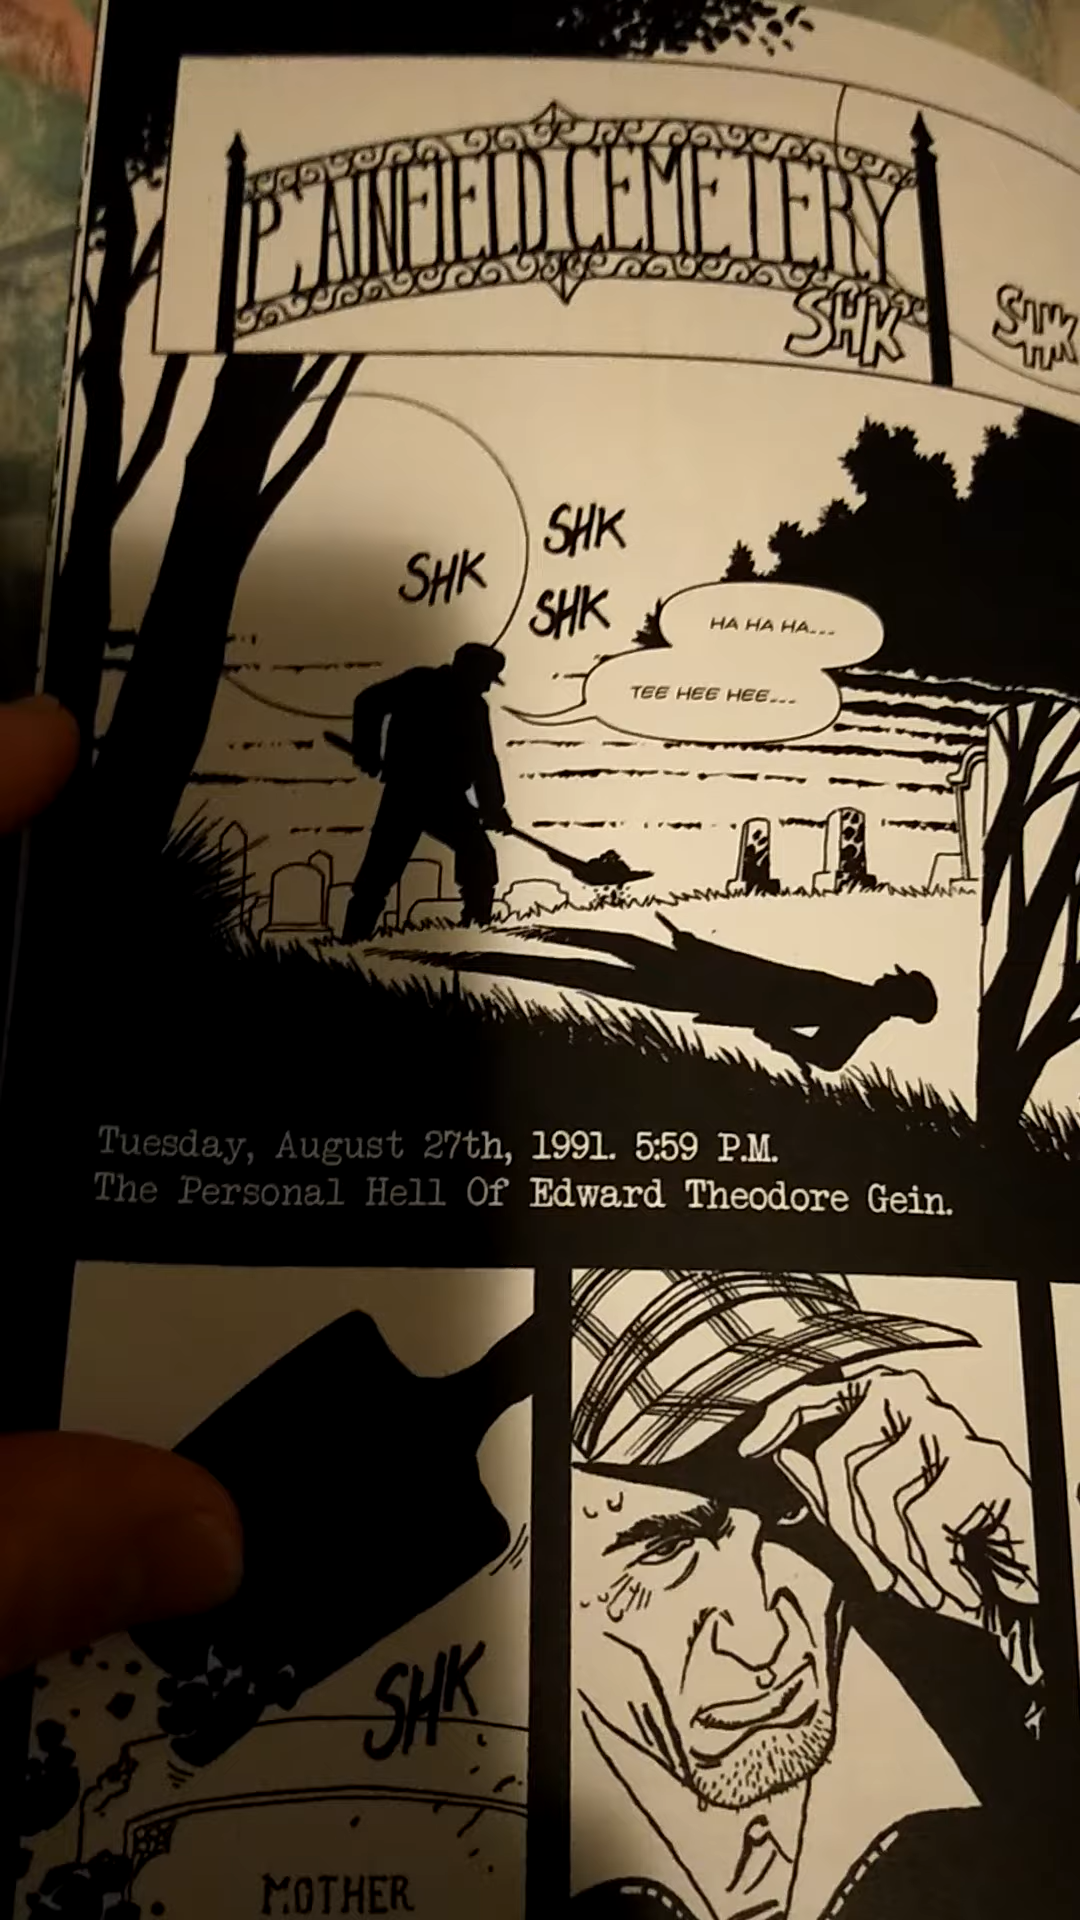 PLAINFIELD CEMETERY
SHK
SHK
SHK
SHK
SHK
HA HA HA...
TEE HEE HEE...
Tuesday, August 27th, 1991. 5:59 P.M.
The Personal Hell Of Edward Theodore Gein.
SHK
MOTHER